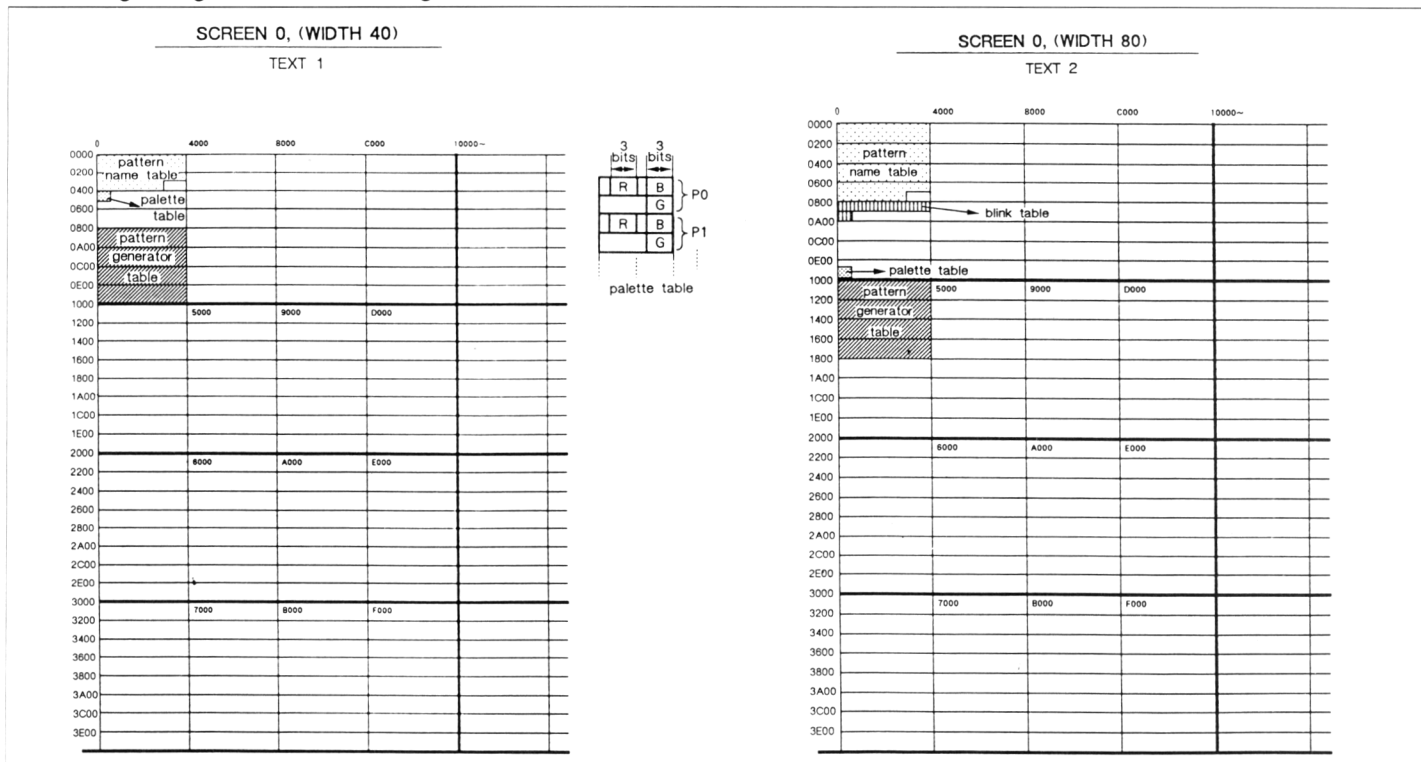 SCREEN 0, (WIDTH 40)
TEXT 1
0 4000 8000 C000 10000~
0000
0200
0400
0600
0800
0A00
0C00
0E00
1000
1200
1400
1600
1800
1A00
1C00
1E00
2000
2200
2400
2600
2800
2A00
2C00
2E00
3000
3200
3400
3600
3800
3A00
3C00
3E00
pattern
name table
palette
table
pattern
generator
table
5000 9000 D000
6000 A000 E000
7000 B000 F000
3 3
bits bits
R B
G
P0
R B
G
P1
palette table
SCREEN 0, (WIDTH 80)
TEXT 2
0 4000 8000 C000 10000~
0000
0200
0400
0600
0800
0A00
0C00
0E00
1000
1200
1400
1600
1800
1A00
1C00
1E00
2000
2200
2400
2600
2800
2A00
2C00
2E00
3000
3200
3400
3600
3800
3A00
3C00
3E00
pattern
name table
blink table
palette table
pattern
generator
table
5000 9000 D000
6000 A000 E000
7000 B000 F000